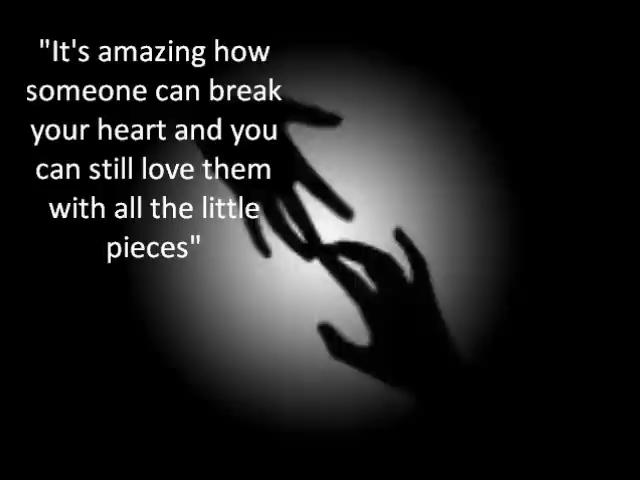 "It's amazing how
someone can break
your heart and you
can still love them
with all the little
pieces"